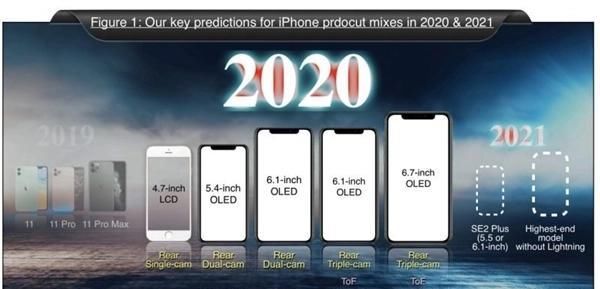 Figure 1: Our key predictions for iPhone prdocut mixes in 2020 & 2021
2020
2019
2021
4.7-inch
LCD
5.4-inch
OLED
6.1-inch
OLED
6.1-inch
OLED
6.7-inch
OLED
11
11 Pro
11 Pro Max
Rear
Single-cam
Rear
Dual-cam
Rear
Dual-cam
Rear
Triple-cam
ToF
Rear
Triple-cam
ToF
SE2 Plus
(5.5 or
6.1-inch)
Highest-end
model
without Lightning